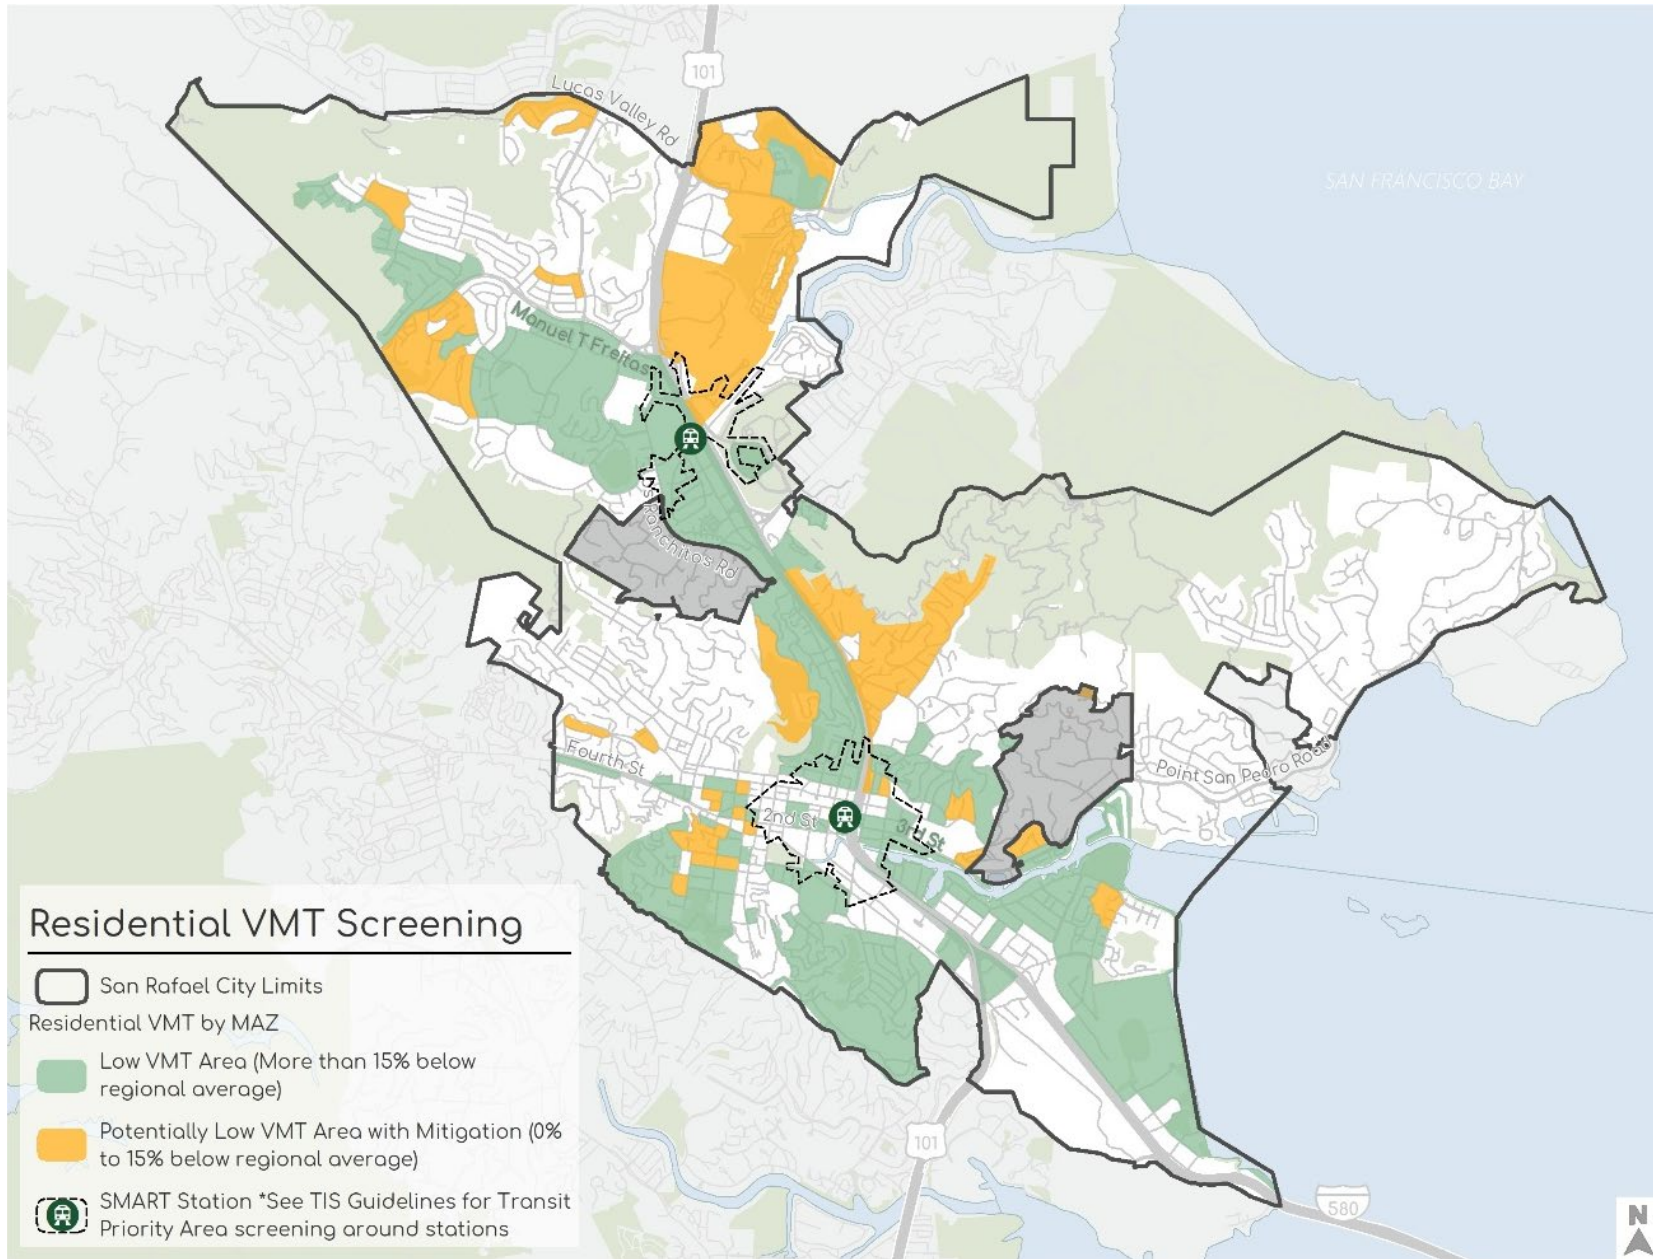 101
Lucas Valley Rd
SAN FRANCISCO BAY
Manuel T Freitas
Ranchitos Rd
Fourth St
2nd St
3rd St
Point San Pedro Road
Residential VMT Screening
San Rafael City Limits
Residential VMT by MAZ
Low VMT Area (More than 15% below
regional average)
Potentially Low VMT Area with Mitigation (0%
to 15% below regional average)
SMART Station *See TIS Guidelines for Transit
Priority Area screening around stations
101
580
N